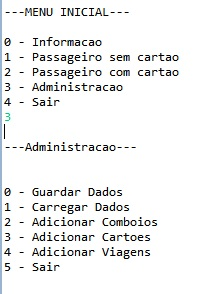 ---MENU INICIAL---
0 - Informacao
1 - Passageiro sem cartao
2 - Passageiro com cartao
3 - Administracao
4 - Sair
3
---Administracao---
0 - Guardar Dados
1 - Carregar Dados
2 - Adicionar Comboios
3 - Adicionar Cartoes
4 - Adicionar Viagens
5 - Sair